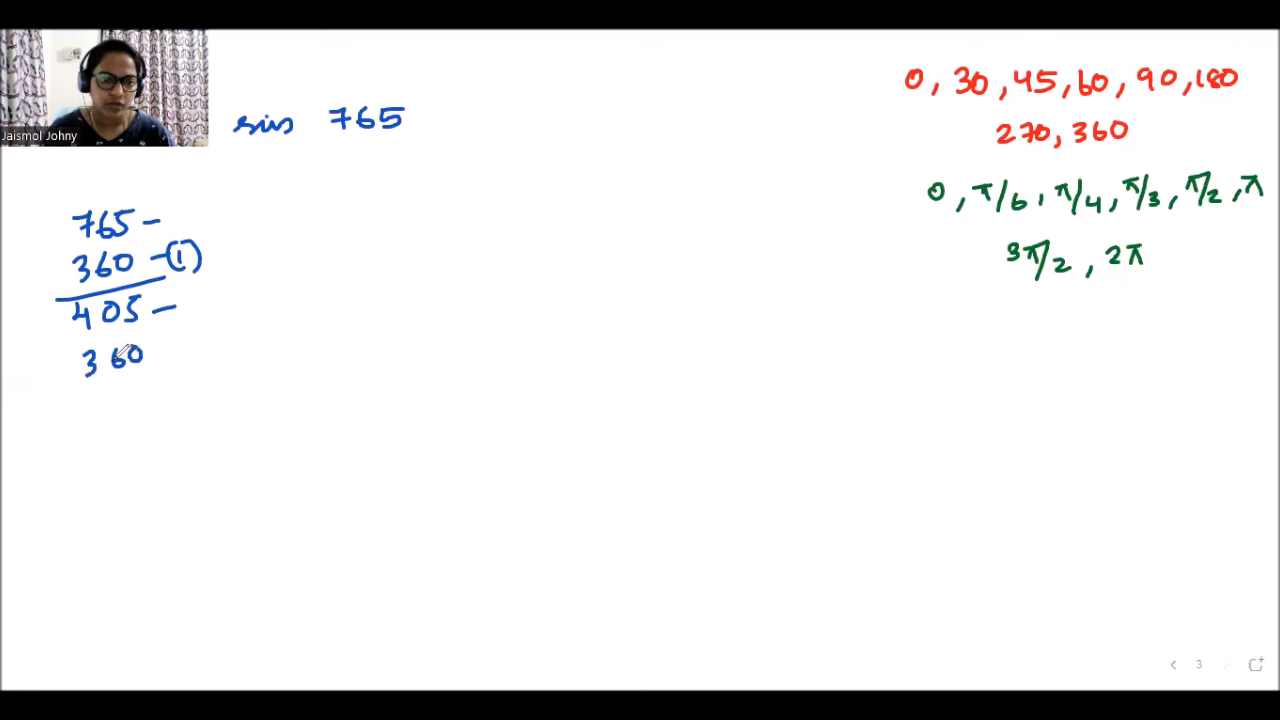 Jaismol Johny
sin 765
0, 30, 45, 60, 90, 180
270, 360
0, π/6, π/4, π/3, π/2, π
3π/2, 2π
765 –
360 –(1)
405 –
360
3